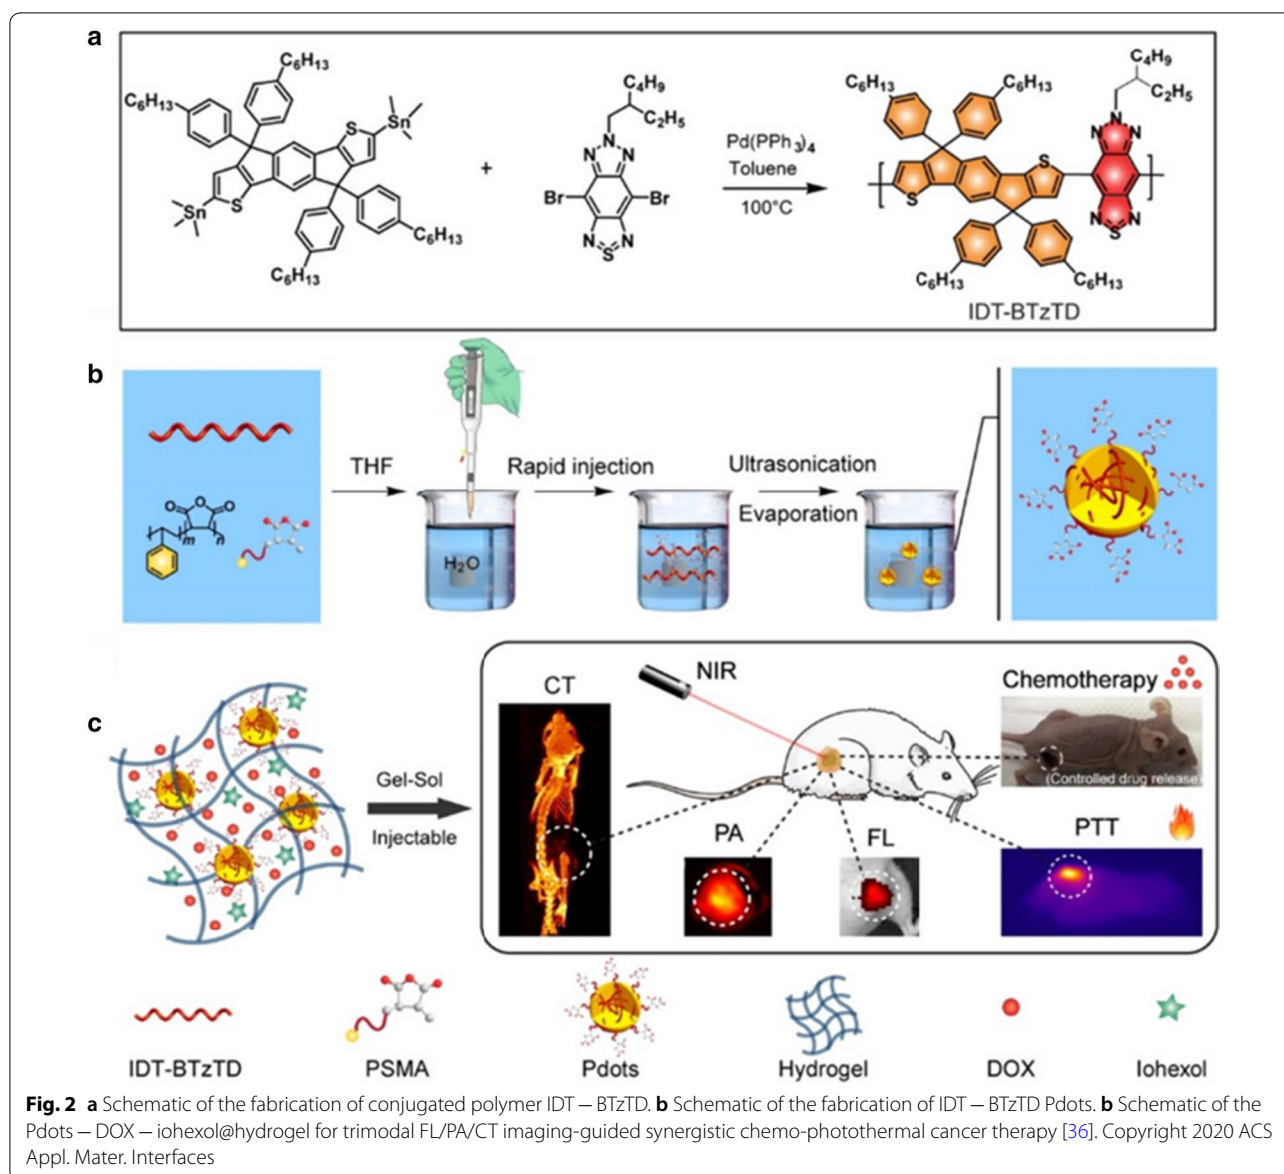 a
C6H13
C6H13
S
Sn
Sn
S
C6H13
C6H13
+
C4H9
C2H5
N
N
N
Br
Br
N
S
N
Pd(PPh3)4
Toluene
100°C
C6H13
C6H13
C4H9
C2H5
N
N
N
S
S
N
N
S
C6H13
C6H13
IDT-BTzTD
b
O
O
O
m
n
THF
H2O
Rapid injection
Ultrasonication
Evaporation
c
Gel-Sol
Injectable
CT
NIR
Chemotherapy
(Controlled drug release)
PA
FL
PTT
IDT-BTzTD
PSMA
Pdots
Hydrogel
DOX
Iohexol
Fig. 2 a Schematic of the fabrication of conjugated polymer IDT — BTzTD. b Schematic of the fabrication of IDT — BTzTD Pdots. b Schematic of the
Pdots — DOX — iohexol@hydrogel for trimodal FL/PA/CT imaging-guided synergistic chemo-photothermal cancer therapy [36]. Copyright 2020 ACS
Appl. Mater. Interfaces